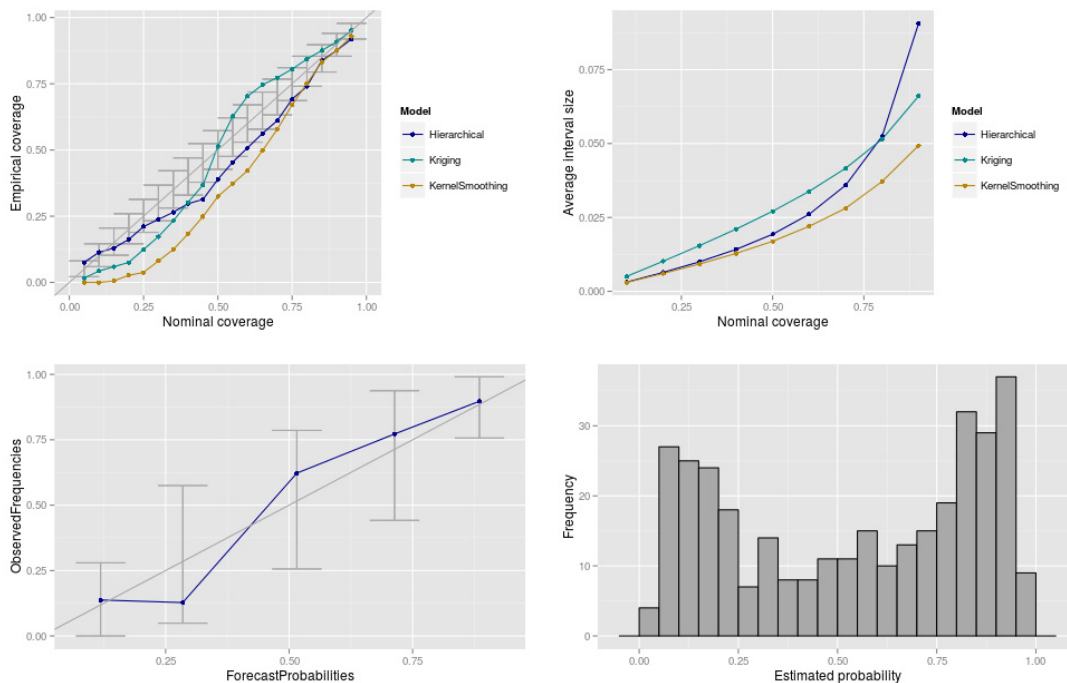 1.00
0.75
0.50
0.25
0.00
Empirical coverage
0.00 0.25 0.50 0.75 1.00
Nominal coverage
Model
Hierarchical
Kriging
KernelSmoothing
0.075
0.050
0.025
0.000
Average interval size
0.25 0.50 0.75
Nominal coverage
Model
Hierarchical
Kriging
KernelSmoothing
1.00
0.75
0.50
0.25
0.00
ObservedFrequencies
0.25 0.50 0.75
ForecastProbabilities
30
20
10
0
Frequency
0.00 0.25 0.50 0.75 1.00
Estimated probability